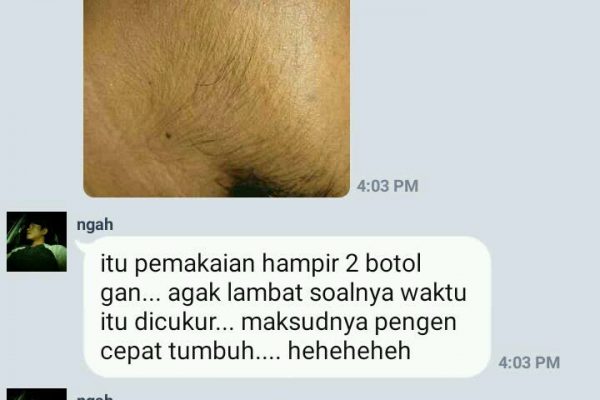 4:03 PM
ngah
itu pemakaian hampir 2 botol
gan... agak lambat soalnya waktu
itu dicukur... maksudnya pengen
cepat tumbuh.... heheheheh
4:03 PM
ngah